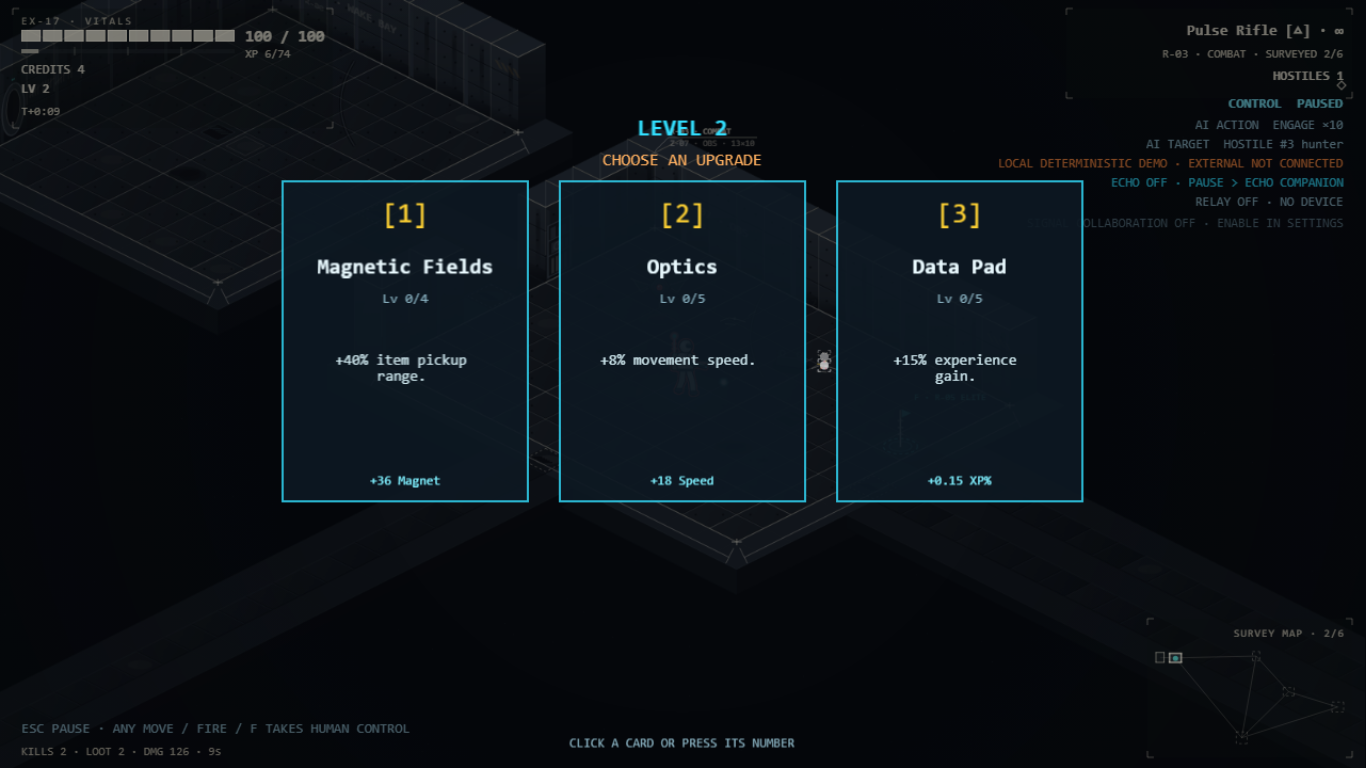 EX-17 · VITALS
100 / 100
XP 6/74
CREDITS 4
LV 2
T+0:09
WAKE BAY
Pulse Rifle [△] · ∞
R-03 · COMBAT · SURVEYED 2/6
HOSTILES 1
CONTROL PAUSED
AI ACTION ENGAGE ×10
AI TARGET HOSTILE #3 hunter
LOCAL DETERMINISTIC DEMO · EXTERNAL NOT CONNECTED
ECHO OFF · PAUSE > ECHO COMPANION
RELAY OFF · NO DEVICE
COLLABORATION OFF · ENABLE IN SETTINGS
LEVEL 2
CHOOSE AN UPGRADE
[1]
Magnetic Fields
Lv 0/4
+40% item pickup
range.
+36 Magnet
[2]
Optics
Lv 0/5
+8% movement speed.
+18 Speed
[3]
Data Pad
Lv 0/5
+15% experience
gain.
+0.15 XP%
SURVEY MAP · 2/6
ESC PAUSE · ANY MOVE / FIRE / F TAKES HUMAN CONTROL
KILLS 2 · LOOT 2 · DMG 126 · 9s
CLICK A CARD OR PRESS ITS NUMBER